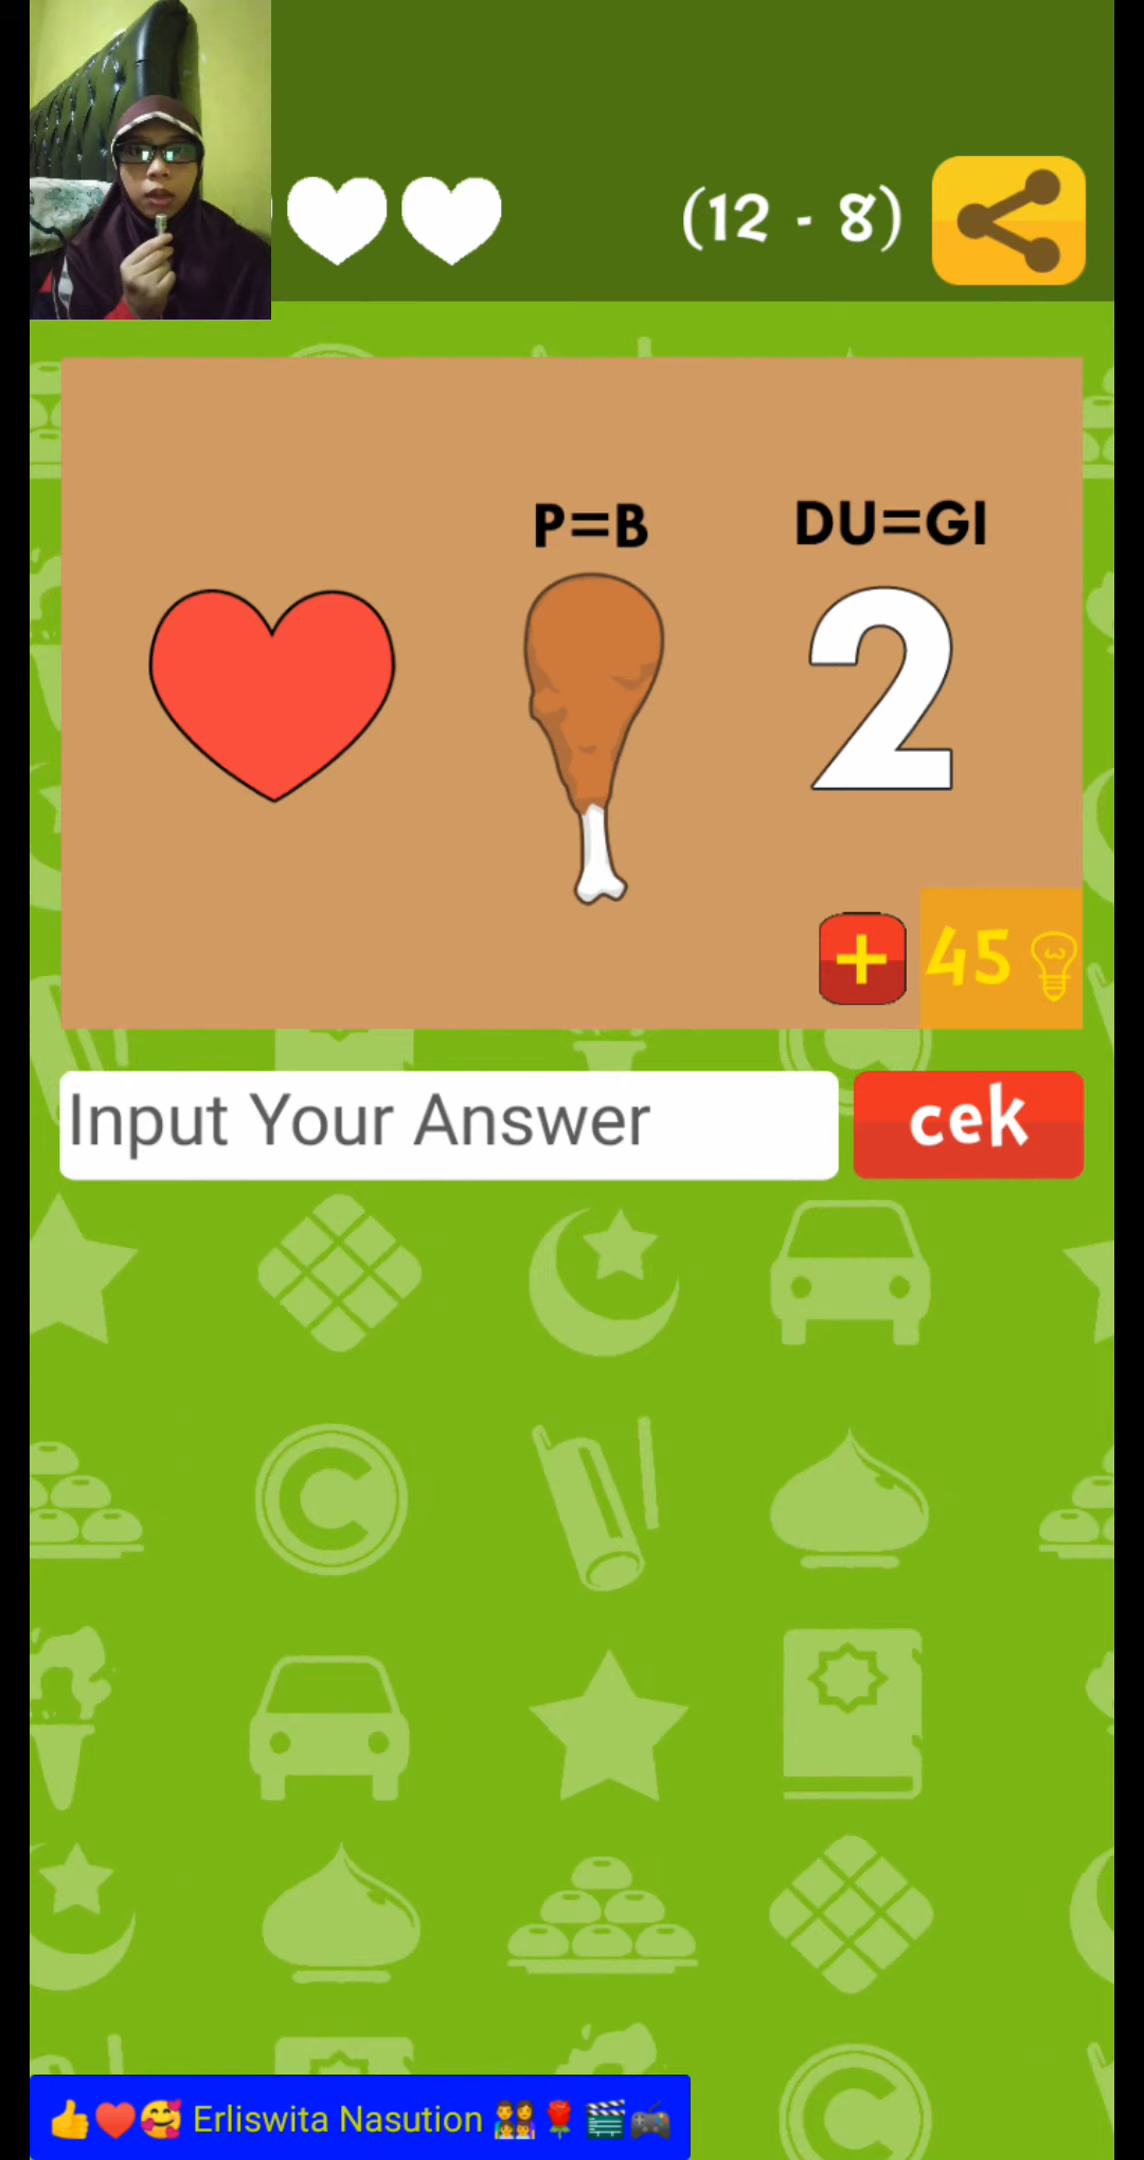 (12 - 8)
P=B
DU=GI
2
45
Input Your Answer
cek
Erliswita Nasution